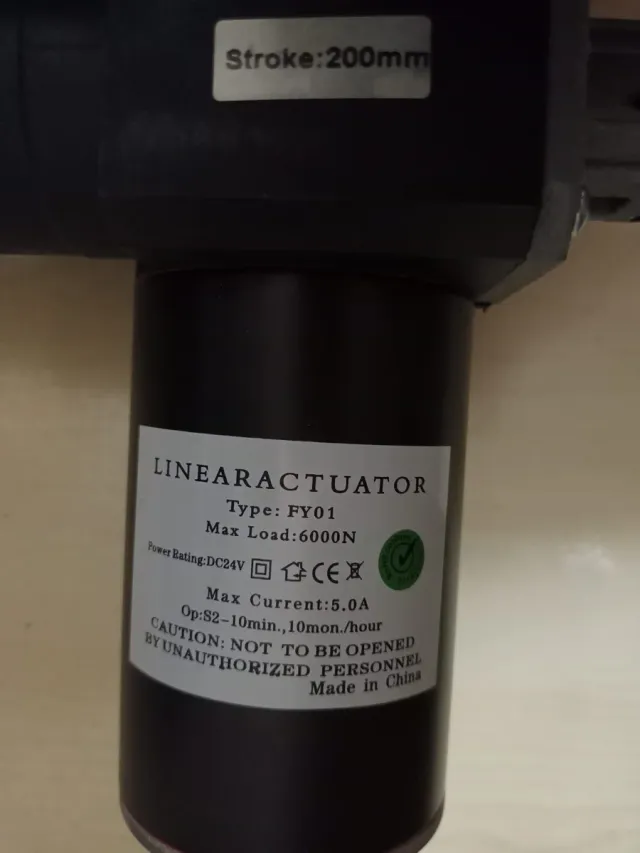 Stroke:200mm
LINEARACTUATOR
Type: FY01
Max Load:6000N
Power Rating:DC24V CE
Max Current:5.0A
Op:S2-10min.,10mon./hour
CAUTION: NOT TO BE OPENED
BY UNAUTHORIZED PERSONNEL
Made in China